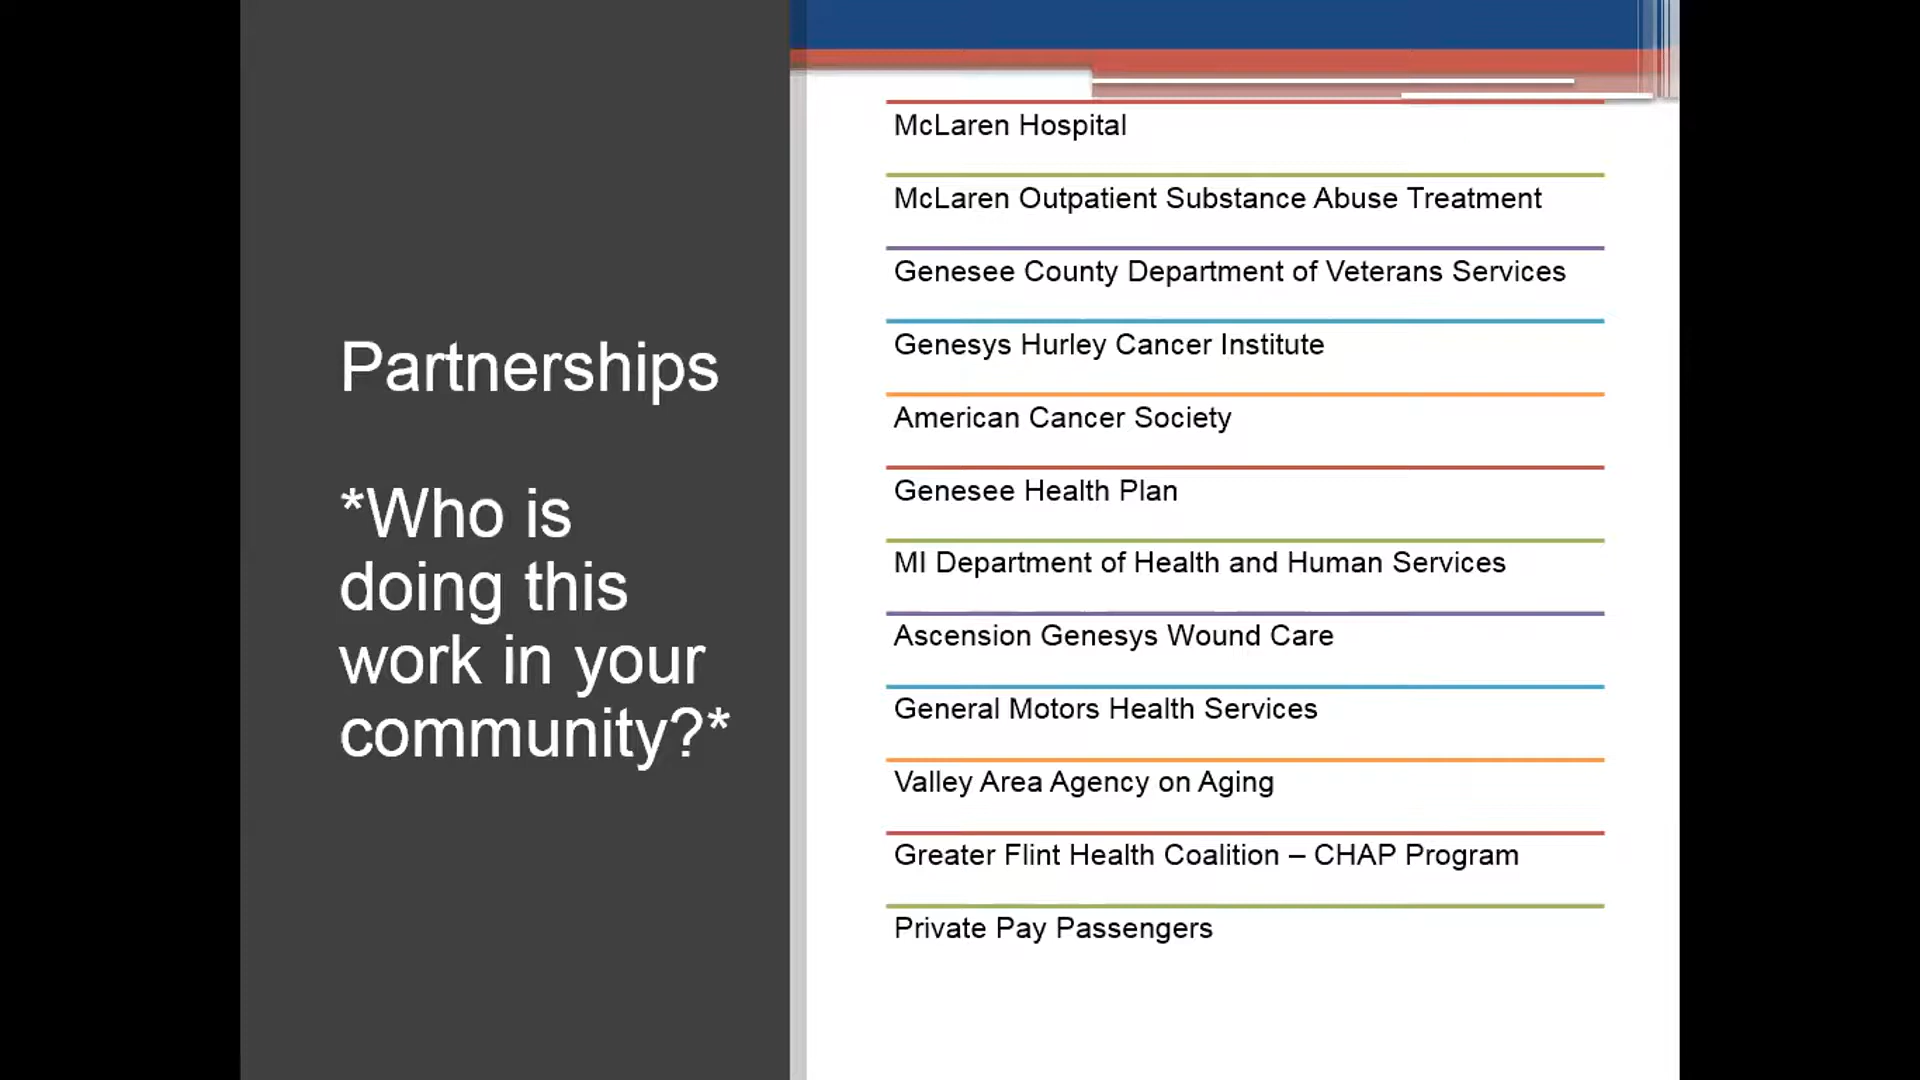 Partnerships
*Who is
doing this
work in your
community?*
McLaren Hospital
McLaren Outpatient Substance Abuse Treatment
Genesee County Department of Veterans Services
Genesys Hurley Cancer Institute
American Cancer Society
Genesee Health Plan
MI Department of Health and Human Services
Ascension Genesys Wound Care
General Motors Health Services
Valley Area Agency on Aging
Greater Flint Health Coalition – CHAP Program
Private Pay Passengers